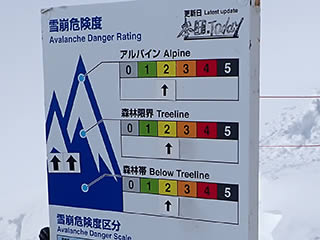 雪崩危険度
Avalanche Danger Rating
更新日 Latest update
Today
アルパイン Alpine
0 1 2 3 4 5
森林限界 Treeline
0 1 2 3 4 5
森林帯 Below Treeline
0 1 2 3 4 5
雪崩危険度区分
Avalanche Danger Scale